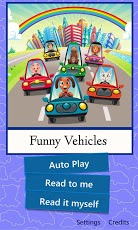 Funny Vehicles
Auto Play
Read to me
Read it myself
Settings Credits